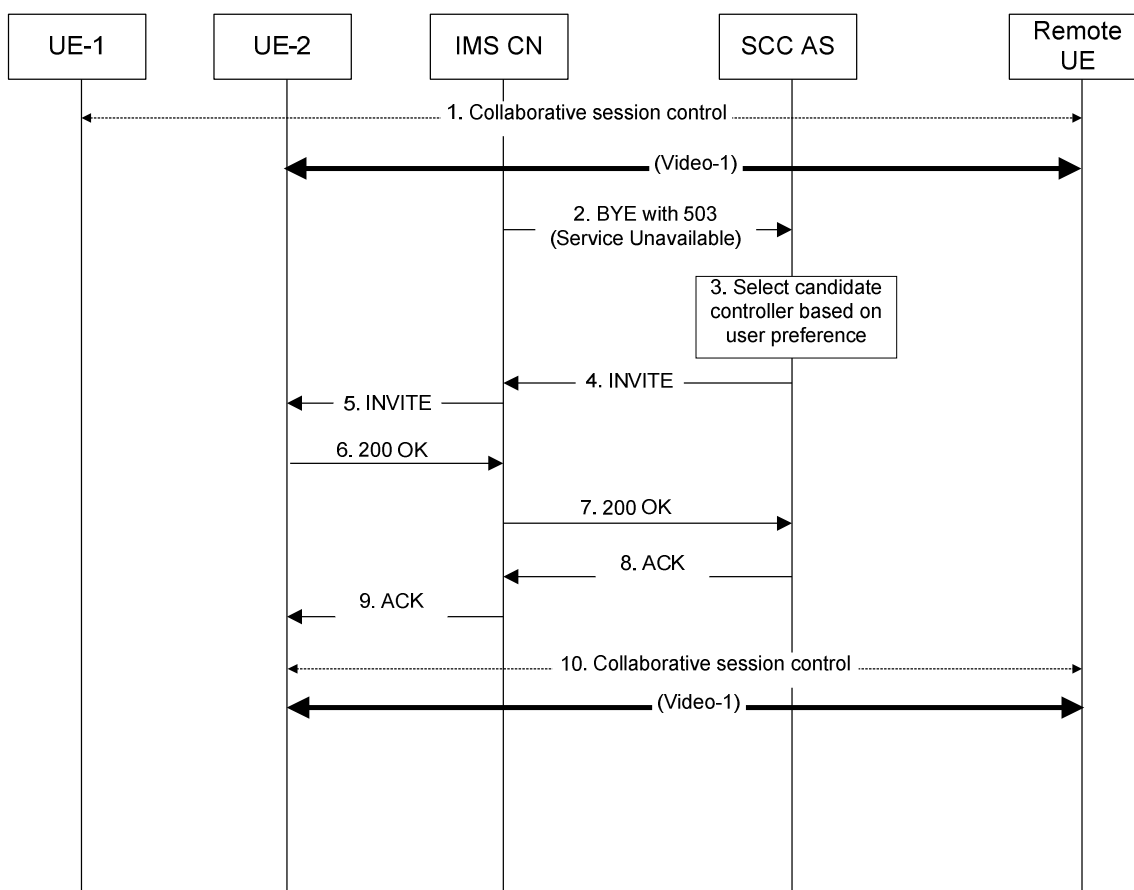 UE-1
UE-2
IMS CN
SCC AS
Remote
UE
1. Collaborative session control
(Video-1)
2. BYE with 503
(Service Unavailable)
3. Select candidate
controller based on
user preference
4. INVITE
5. INVITE
6. 200 OK
7. 200 OK
8. ACK
9. ACK
10. Collaborative session control
(Video-1)